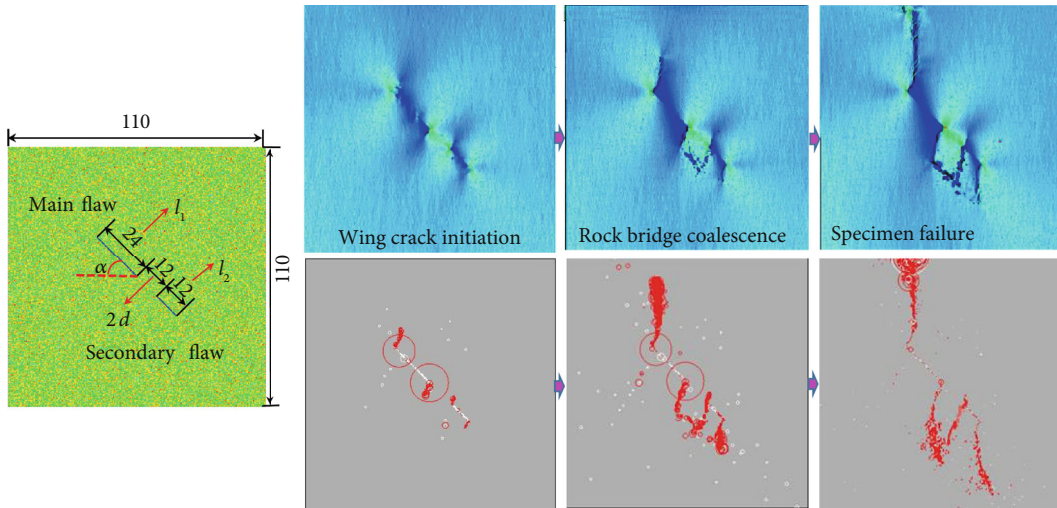 110
110
Main flaw
l₁
24
12
12
l₂
α
2d
Secondary flaw
Wing crack initiation
Rock bridge coalescence
Specimen failure